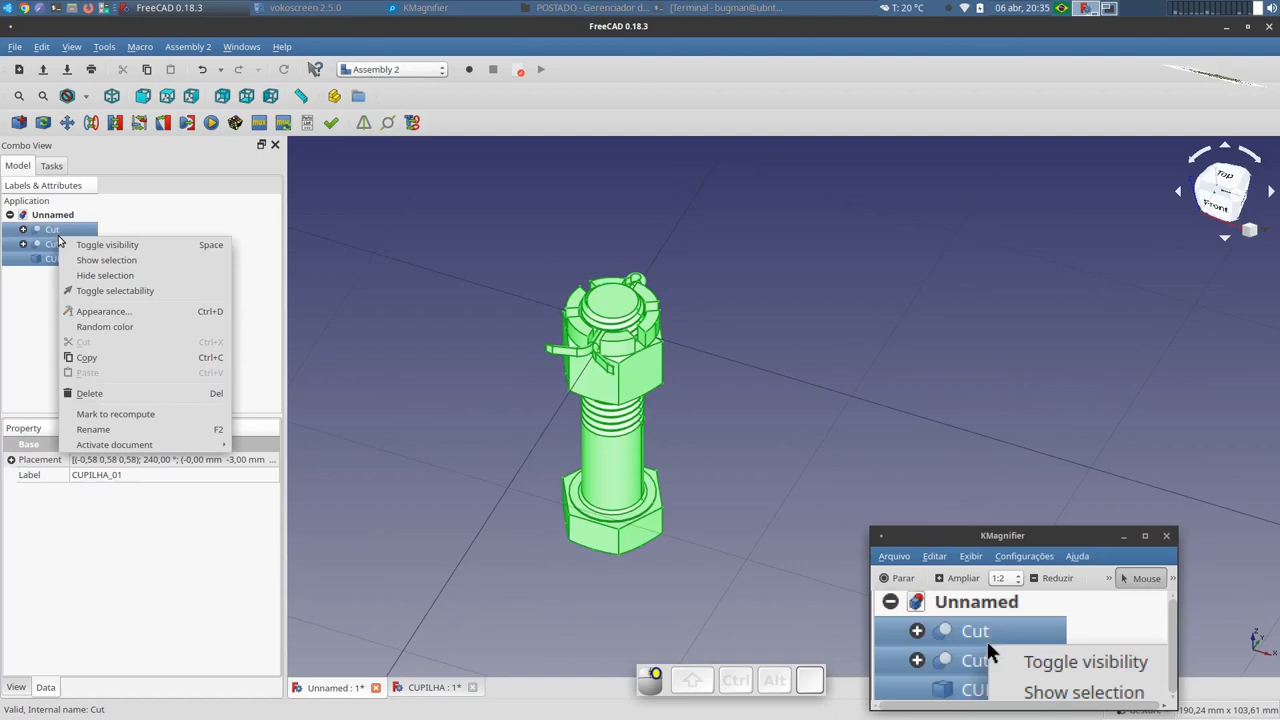 FreeCAD 0.18.3
vokoscreen 2.5.0
KMagnifier
POSTADO - Gerenciador d...
[Terminal - bugman@ubnt...
T: 20 °C
06 abr, 20:35
FreeCAD 0.18.3
File Edit View Tools Macro Assembly 2 Windows Help
Assembly 2
Combo View
Model Tasks
Labels & Attributes
Application
Unnamed
Cut
Toggle visibility Space
Show selection
Hide selection
Toggle selectability
Appearance... Ctrl+D
Random color
Cut Ctrl+X
Copy Ctrl+C
Paste Ctrl+V
Delete Del
Mark to recompute
Rename F2
Activate document
Property
Base
Placement [(-0,58 0,58 0,58); 240,00 °; (-0,00 mm -3,00 mm ...
Label CUPILHA_01
View Data
Unnamed : 1*
CUPILHA : 1*
Valid, Internal name: Cut
Top
Front
Ctrl Alt
KMagnifier
Arquivo Editar Exibir Configurações Ajuda
Parar Ampliar 1:2 Reduzir Mouse
Unnamed
Cut
Cut Toggle visibility
Show selection
190,24 mm x 103,61 mm